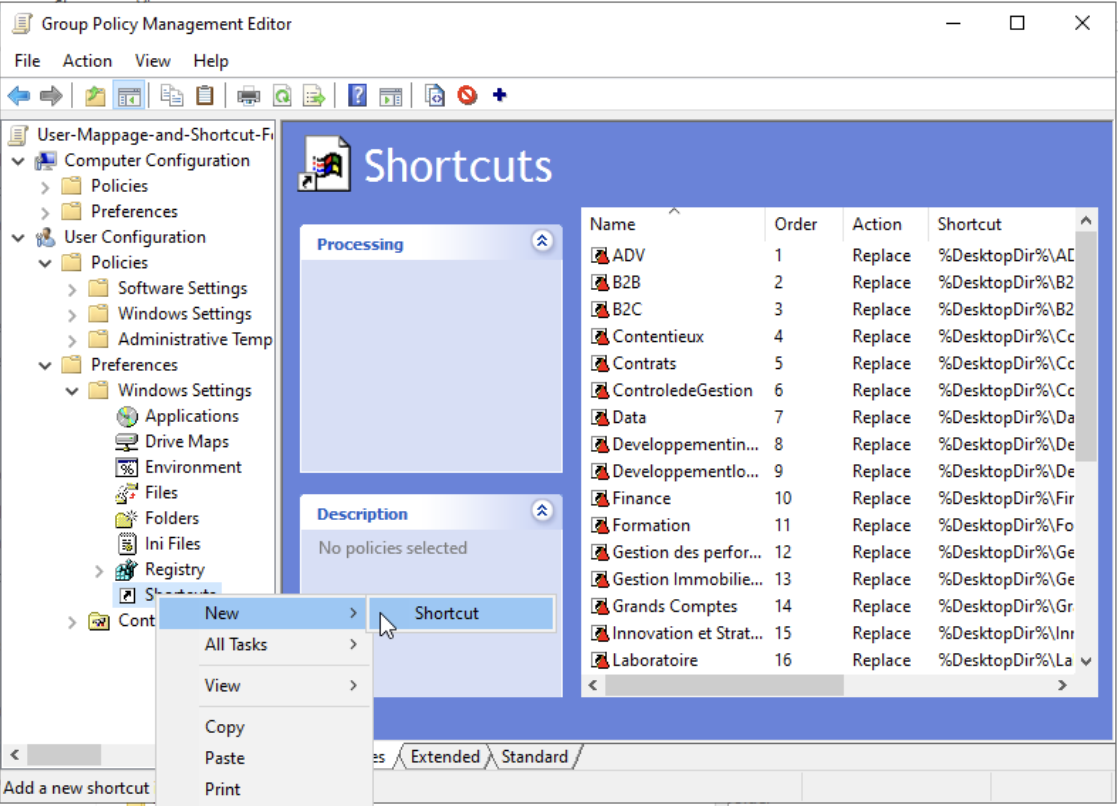 Group Policy Management Editor
File Action View Help
User-Mappage-and-Shortcut-F
Computer Configuration
Policies
Preferences
User Configuration
Policies
Software Settings
Windows Settings
Administrative Temp
Preferences
Windows Settings
Applications
Drive Maps
Environment
Files
Folders
Ini Files
Registry
Shortcuts
Cont
New
All Tasks
View
Copy
Paste
Print
Shortcut
Shortcuts
Processing
Description
No policies selected
Name Order Action Shortcut
ADV 1 Replace %DesktopDir%\AD
B2B 2 Replace %DesktopDir%\B2
B2C 3 Replace %DesktopDir%\B2
Contentieux 4 Replace %DesktopDir%\Cc
Contrats 5 Replace %DesktopDir%\Cc
ControledeGestion 6 Replace %DesktopDir%\Cc
Data 7 Replace %DesktopDir%\Da
Developpementin... 8 Replace %DesktopDir%\De
Developpementlo... 9 Replace %DesktopDir%\De
Finance 10 Replace %DesktopDir%\Fir
Formation 11 Replace %DesktopDir%\Fo
Gestion des perfor... 12 Replace %DesktopDir%\Ge
Gestion Immobilie... 13 Replace %DesktopDir%\Ge
Grands Comptes 14 Replace %DesktopDir%\Gr
Innovation et Strat... 15 Replace %DesktopDir%\Inr
Laboratoire 16 Replace %DesktopDir%\La
es Extended Standard
Add a new shortcut